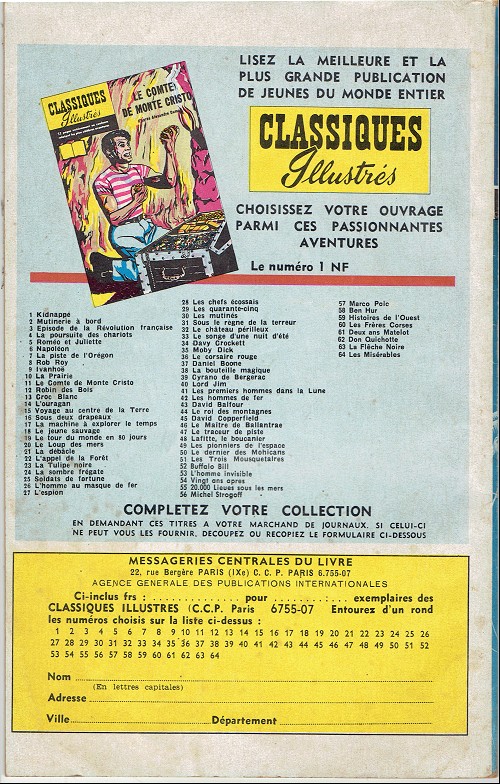 LISEZ LA MEILLEURE ET LA
PLUS GRANDE PUBLICATION
DE JEUNES DU MONDE ENTIER
CLASSIQUES
Illustrés
CHOISISSEZ VOTRE OUVRAGE
PARMI CES PASSIONNANTES
AVENTURES
Le numéro 1 NF
CLASSIQUES
Illustrés
LE COMTE
DE MONTE CRISTO
1 Kidnappé
2 Mutinerie à bord
3 Episode de la Révolution française
4 La poursuite des chariots
5 Roméo et Juliette
6 Napoléon
7 La piste de l'Orégon
8 Rob Roy
9 Ivanhoë
10 La Prairie
11 Le Comte de Monte Cristo
12 Robin des Bois
13 Croc Blanc
14 L'ouragan
15 Voyage au centre de la Terre
16 Sous deux drapeaux
17 La machine à explorer le temps
18 Le jeune sauvage
19 Le tour du monde en 80 jours
20 Le Loup des mers
21 La débâcle
22 L'appel de la Forêt
23 La Tulipe noire
24 La sombre frégate
25 Soldats de fortune
26 L'homme au masque de fer
27 L'espion
28 Les chefs écossais
29 Les quarante-cinq
30 Les mutinés
31 Sous le règne de la terreur
32 Le château périlleux
33 Le songe d'une nuit d'été
34 Davy Crockett
35 Moby Dick
36 Le corsaire rouge
37 Daniel Boone
38 La bouteille magique
39 Cyrano de Bergerac
40 Lord Jim
41 Les premiers hommes dans la Lune
42 Les hommes de fer
43 David Balfour
44 Le roi des montagnes
45 David Copperfield
46 Le Maître de Ballantrae
47 Le traceur de piste
48 Lafitte, le boucanier
49 Les pionniers de l'espace
50 Le dernier des Mohicans
51 Les Trois Mousquetaires
52 Buffalo Bill
53 L'homme invisible
54 Vingt ans après
55 20.000 Lieues sous les mers
56 Michel Strogoff
57 Marco Polo
58 Ben Hur
59 Histoires de l'Ouest
60 Les Frères Corses
61 Deux ans Matelot
62 Don Quichotte
63 La Flèche Noire
64 Les Misérables
COMPLETEZ VOTRE COLLECTION
EN DEMANDANT CES TITRES A VOTRE MARCHAND DE JOURNAUX. SI CELUI-CI
NE PEUT VOUS LES FOURNIR, DECOUPEZ OU RECOPIEZ LE FORMULAIRE CI-DESSOUS
MESSAGERIES CENTRALES DU LIVRE
22, rue Bergère PARIS (IXe) C. C. P. PARIS 6.755-07
AGENCE GENERALE DES PUBLICATIONS INTERNATIONALES
Ci-inclus frs : .............. pour .......... exemplaires des
CLASSIQUES ILLUSTRES (C.C.P. Paris 6755-07 Entourez d'un rond
les numéros choisis sur la liste ci-dessus :
1 2 3 4 5 6 7 8 9 10 11 12 13 14 15 16 17 18 19 20 21 22 23 24 25 26
27 28 29 30 31 32 33 34 35 36 37 38 39 40 41 42 43 44 45 46 47 48 49 50 51 52
53 54 55 56 57 58 59 60 61 62 63 64
Nom
(En lettres capitales)
Adresse
Ville Département